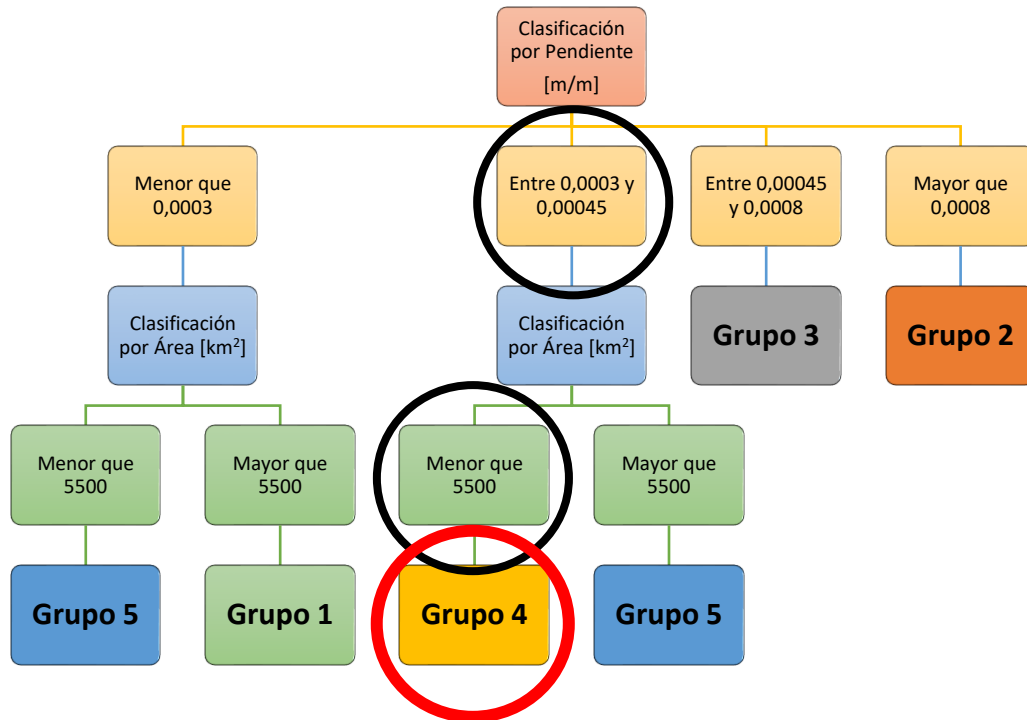 Clasificación
por Pendiente
[m/m]
Menor que
0,0003
Entre 0,0003 y
0,00045
Entre 0,00045
y 0,0008
Mayor que
0,0008
Clasificación
por Área [km²]
Clasificación
por Área [km²]
Grupo 3
Grupo 2
Menor que
5500
Mayor que
5500
Menor que
5500
Mayor que
5500
Grupo 5
Grupo 1
Grupo 4
Grupo 5